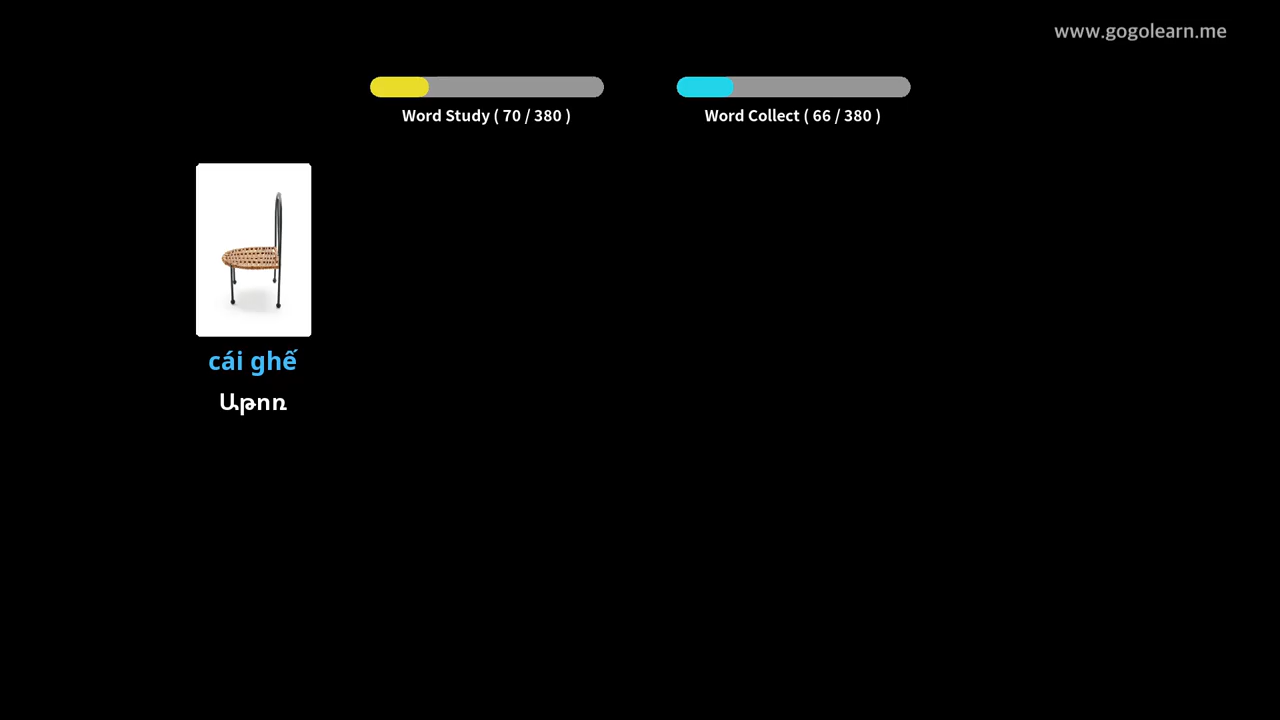 www.gogolearn.me
Word Study ( 70 / 380 )
Word Collect ( 66 / 380 )
cái ghế
Աթոռ